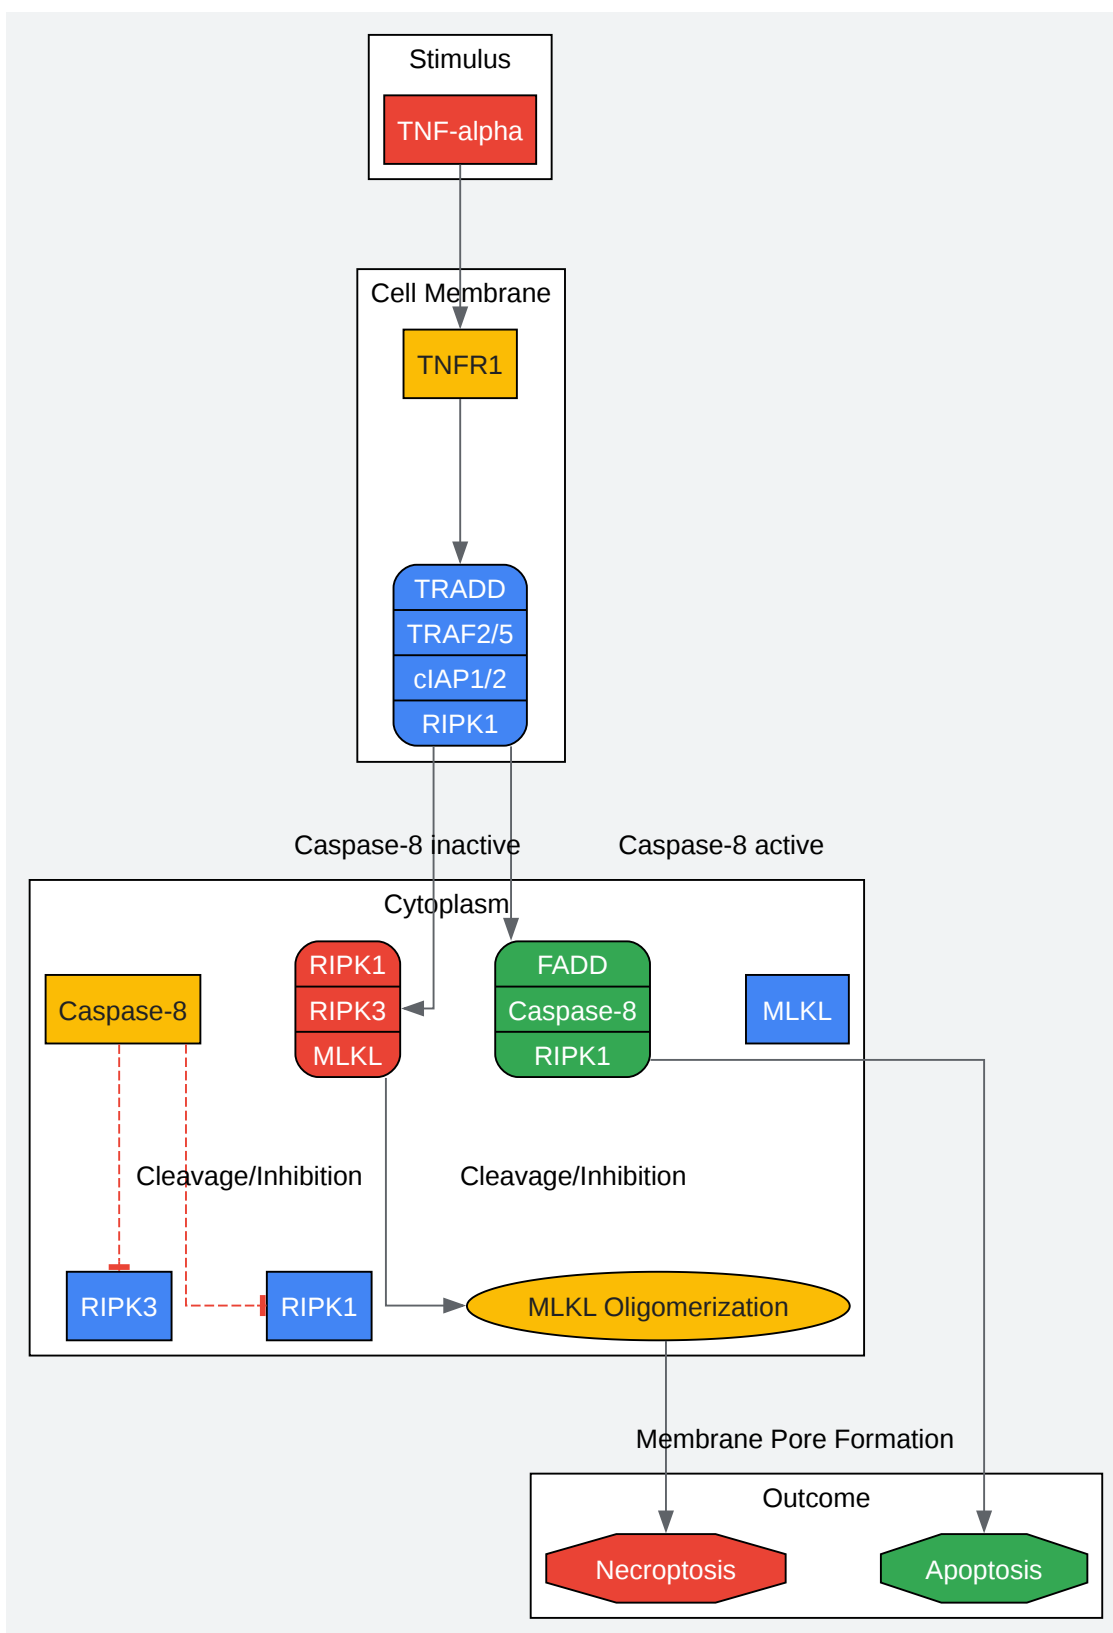 Stimulus
TNF-alpha
Cell Membrane
TNFR1
TRADD
TRAF2/5
cIAP1/2
RIPK1
Caspase-8 inactive
Caspase-8 active
Cytoplasm
Caspase-8
RIPK1
RIPK3
MLKL
FADD
Caspase-8
RIPK1
MLKL
Cleavage/Inhibition
Cleavage/Inhibition
RIPK3
RIPK1
MLKL Oligomerization
Membrane Pore Formation
Outcome
Necroptosis
Apoptosis